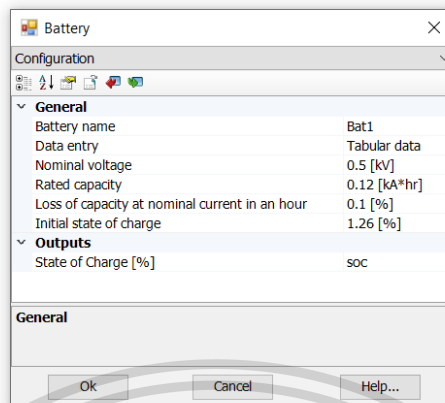 Battery
Configuration
General
Battery name Bat1
Data entry Tabular data
Nominal voltage 0.5 [kV]
Rated capacity 0.12 [kA*hr]
Loss of capacity at nominal current in an hour 0.1 [%]
Initial state of charge 1.26 [%]
Outputs
State of Charge [%] soc
General
Ok Cancel Help...